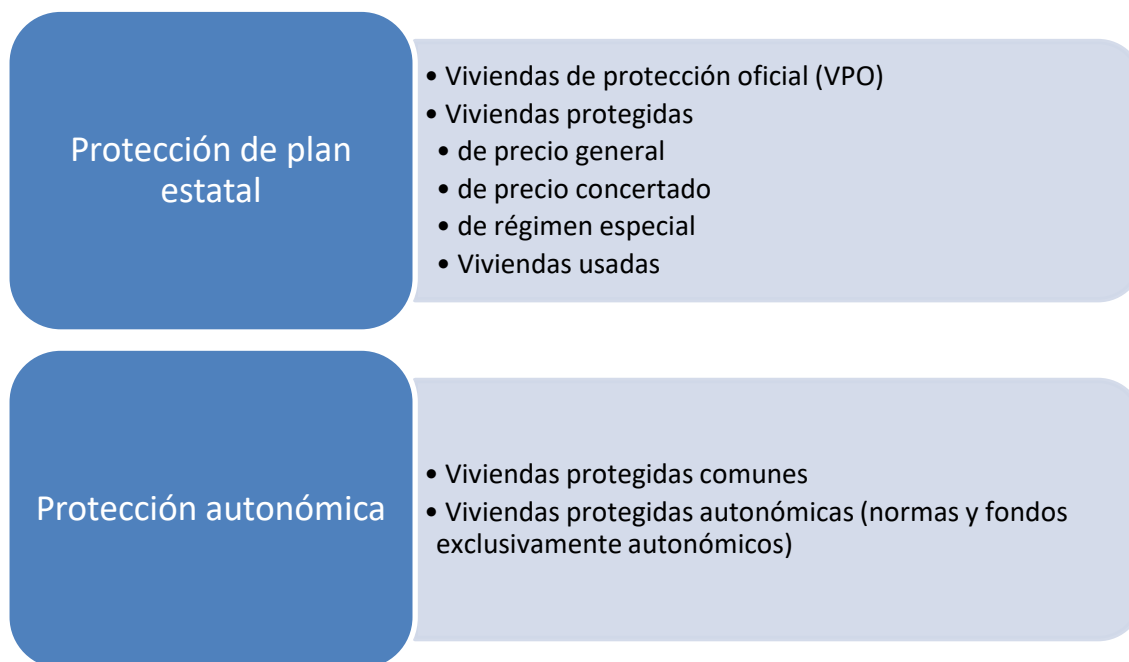 Protección de plan
estatal
• Viviendas de protección oficial (VPO)
• Viviendas protegidas
• de precio general
• de precio concertado
• de régimen especial
• Viviendas usadas
Protección autonómica
• Viviendas protegidas comunes
• Viviendas protegidas autonómicas (normas y fondos
exclusivamente autonómicos)